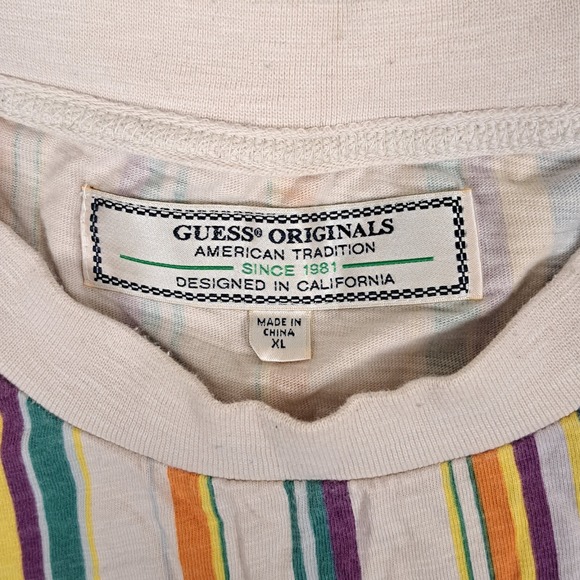 GUESS® ORIGINALS
AMERICAN TRADITION
SINCE 1981
DESIGNED IN CALIFORNIA
MADE IN
CHINA
XL